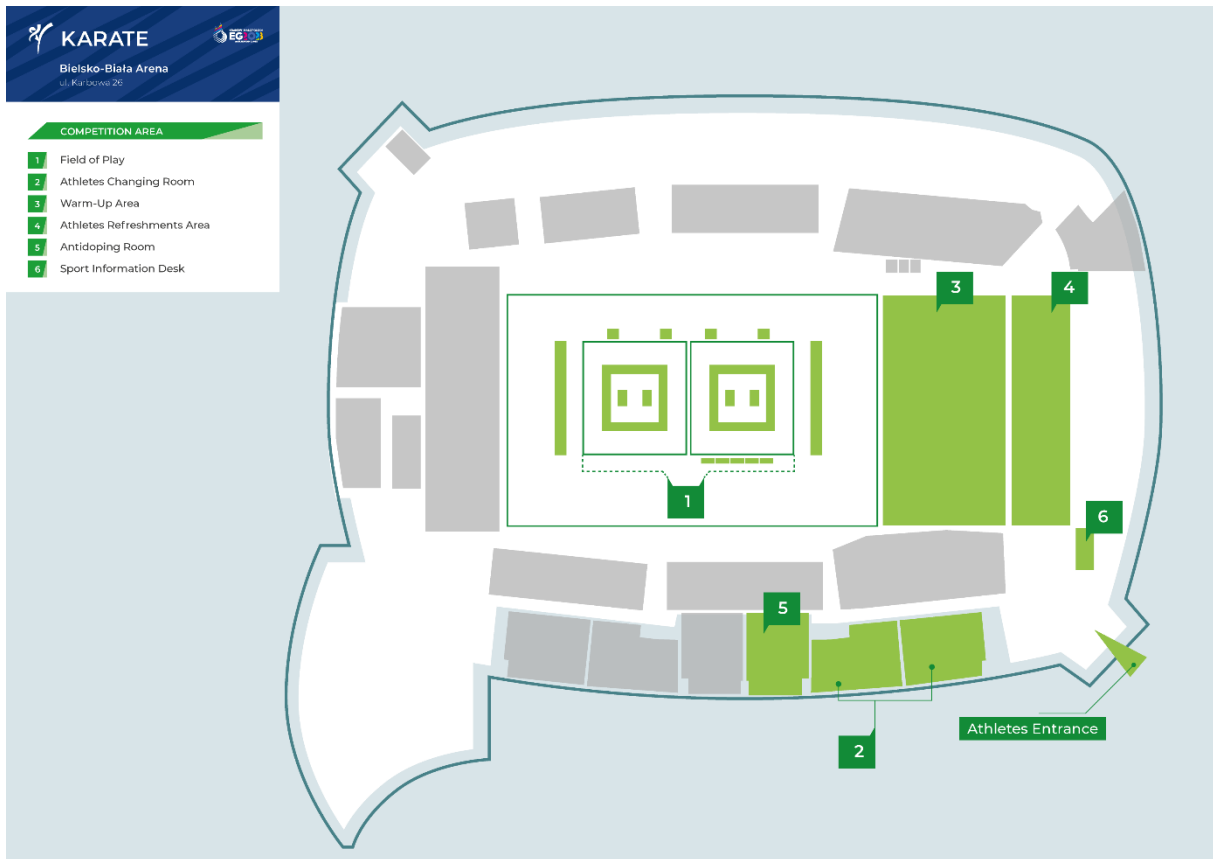 KARATE
EG2023
Bielsko-Biała Arena
ul. Karbowa 26
COMPETITION AREA
1 Field of Play
2 Athletes Changing Room
3 Warm-Up Area
4 Athletes Refreshments Area
5 Antidoping Room
6 Sport Information Desk
3
4
1
6
5
2
Athletes Entrance